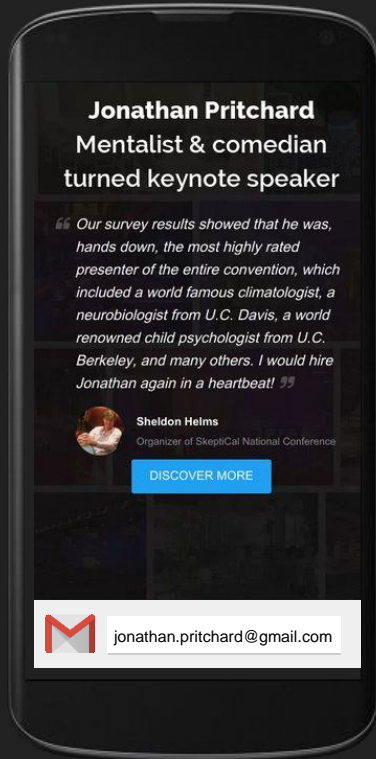 Jonathan Pritchard
Mentalist & comedian
turned keynote speaker
“ Our survey results showed that he was,
hands down, the most highly rated
presenter of the entire convention, which
included a world famous climatologist, a
neurobiologist from U.C. Davis, a world
renowned child psychologist from U.C.
Berkeley, and many others. I would hire
Jonathan again in a heartbeat! ”
Sheldon Helms
Organizer of SkeptiCal National Conference
DISCOVER MORE
jonathan.pritchard@gmail.com